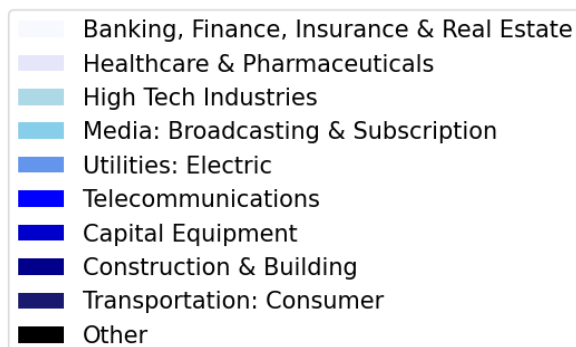 Banking, Finance, Insurance & Real Estate
Healthcare & Pharmaceuticals
High Tech Industries
Media: Broadcasting & Subscription
Utilities: Electric
Telecommunications
Capital Equipment
Construction & Building
Transportation: Consumer
Other